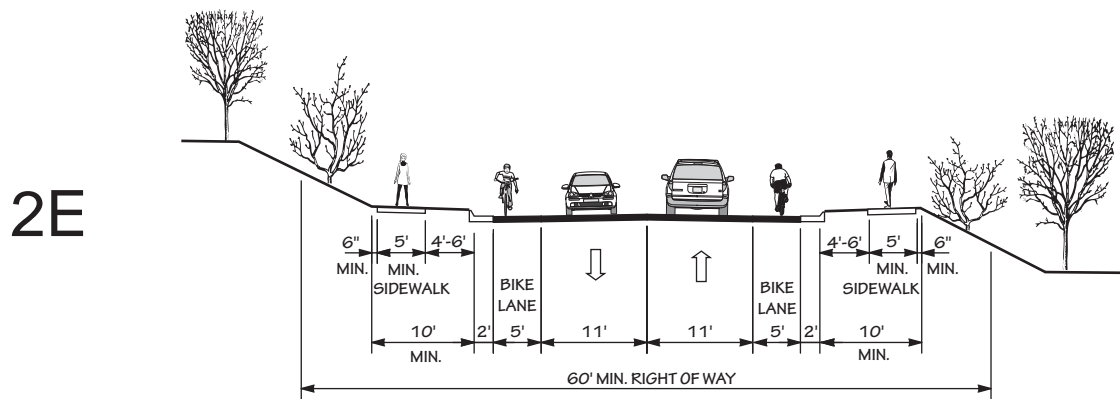 2E
6" 5' 4'-6' 4'-6' 5' 6"
MIN. MIN. MIN. MIN.
SIDEWALK BIKE BIKE SIDEWALK
LANE LANE
10' 2' 5' 11' 11' 5' 2' 10'
MIN. MIN.
60' MIN. RIGHT OF WAY